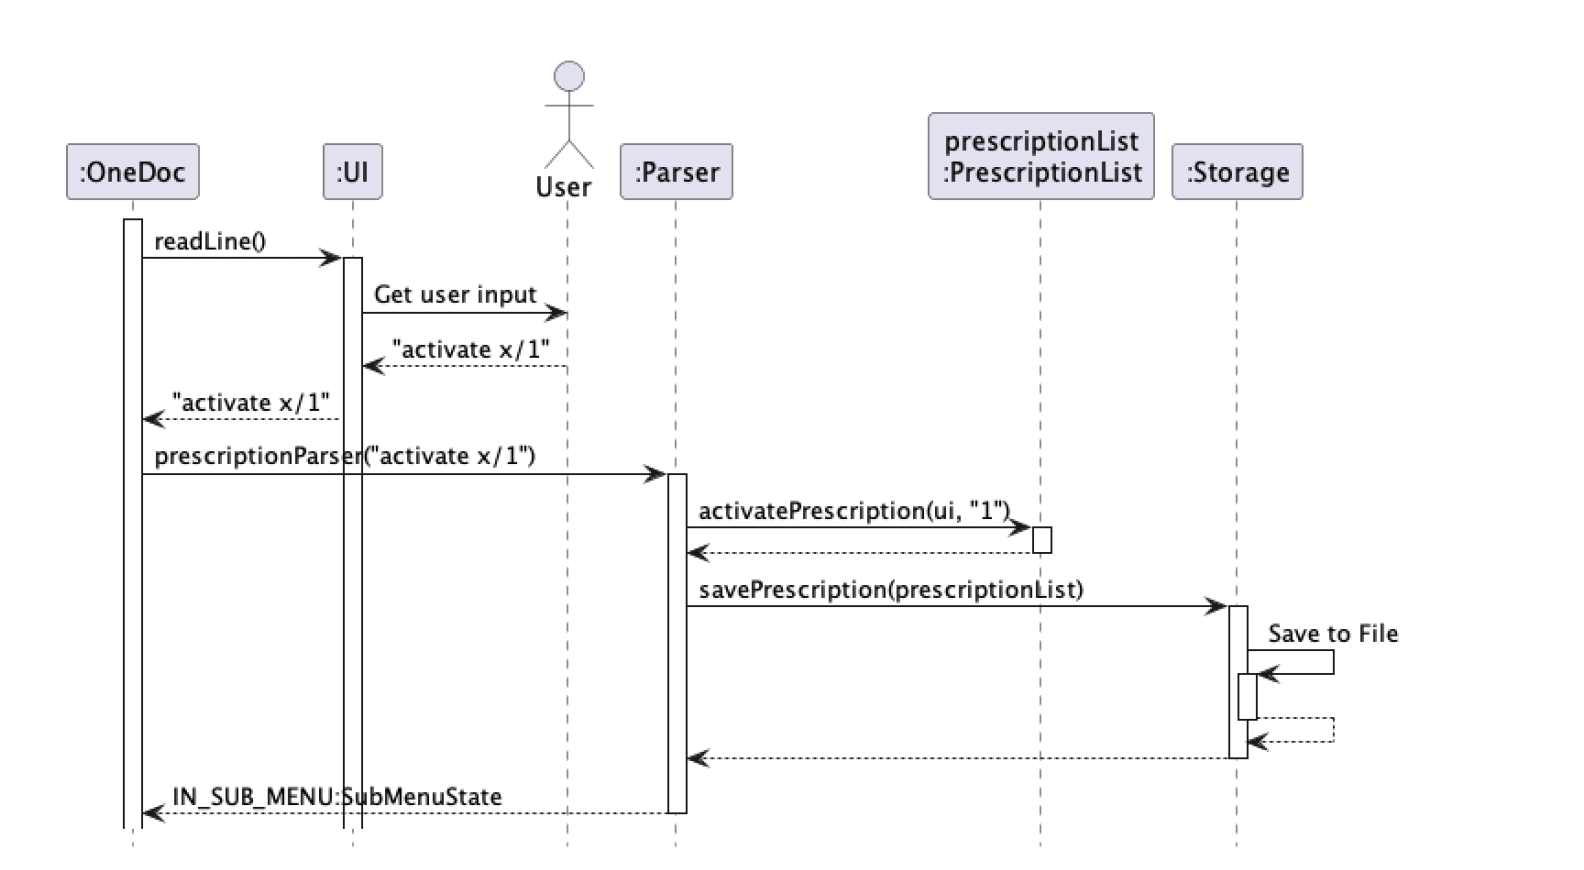 prescriptionList
:OneDoc
:UI
User
:Parser
:PrescriptionList
:Storage
readLine()
Get user input
"activate x/1"
"activate x/1"
prescriptionParser("activate x/1")
activatePrescription(ui, "1")
savePrescription(prescriptionList)
Save to File
IN_SUB_MENU:SubMenuState